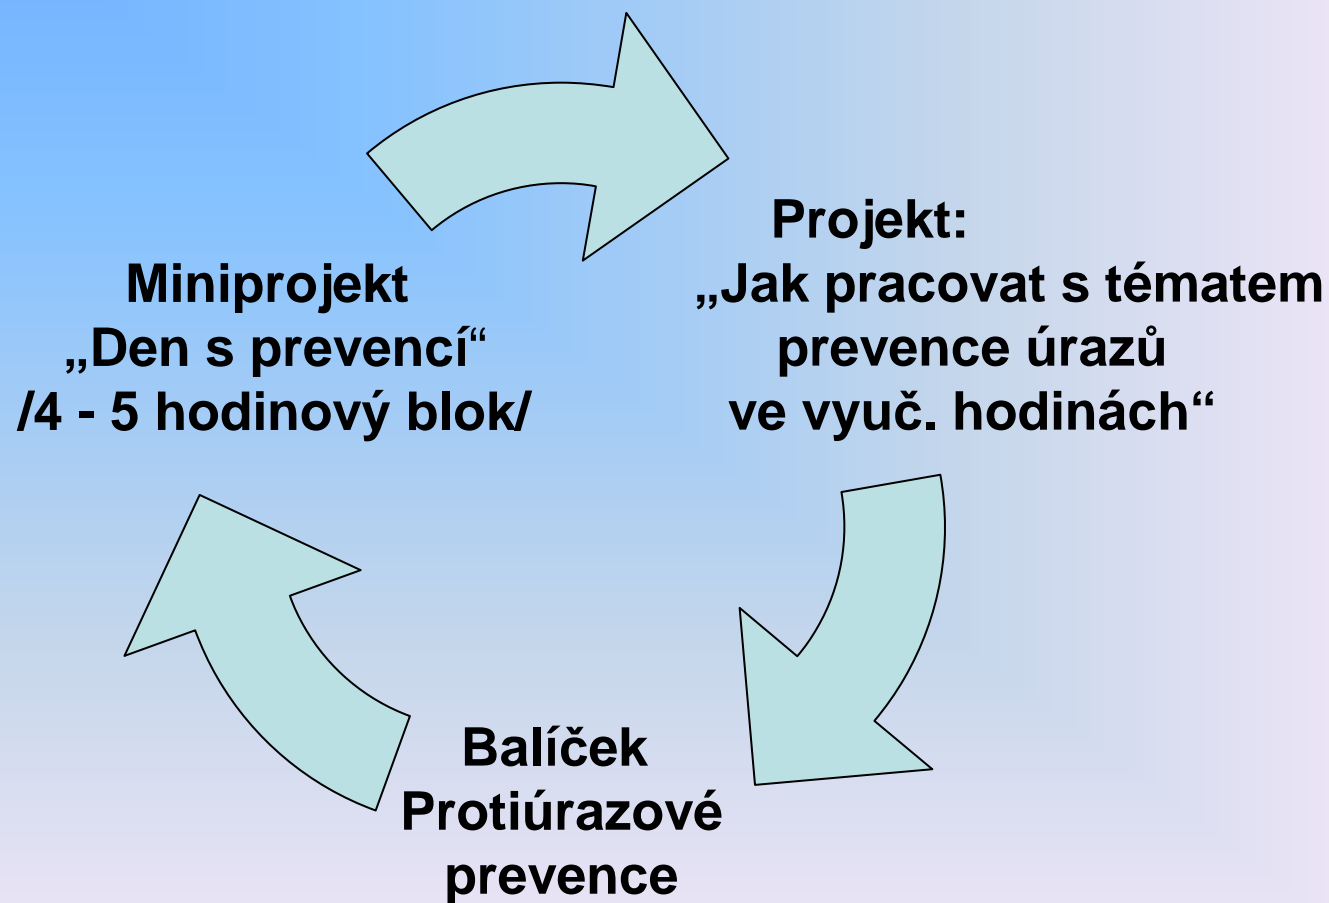 Miniprojekt
„Den s prevencí“
/4 - 5 hodinový blok/
Projekt:
„Jak pracovat s tématem
prevence úrazů
ve vyuč. hodinách“
Balíček
Protiúrazové
prevence